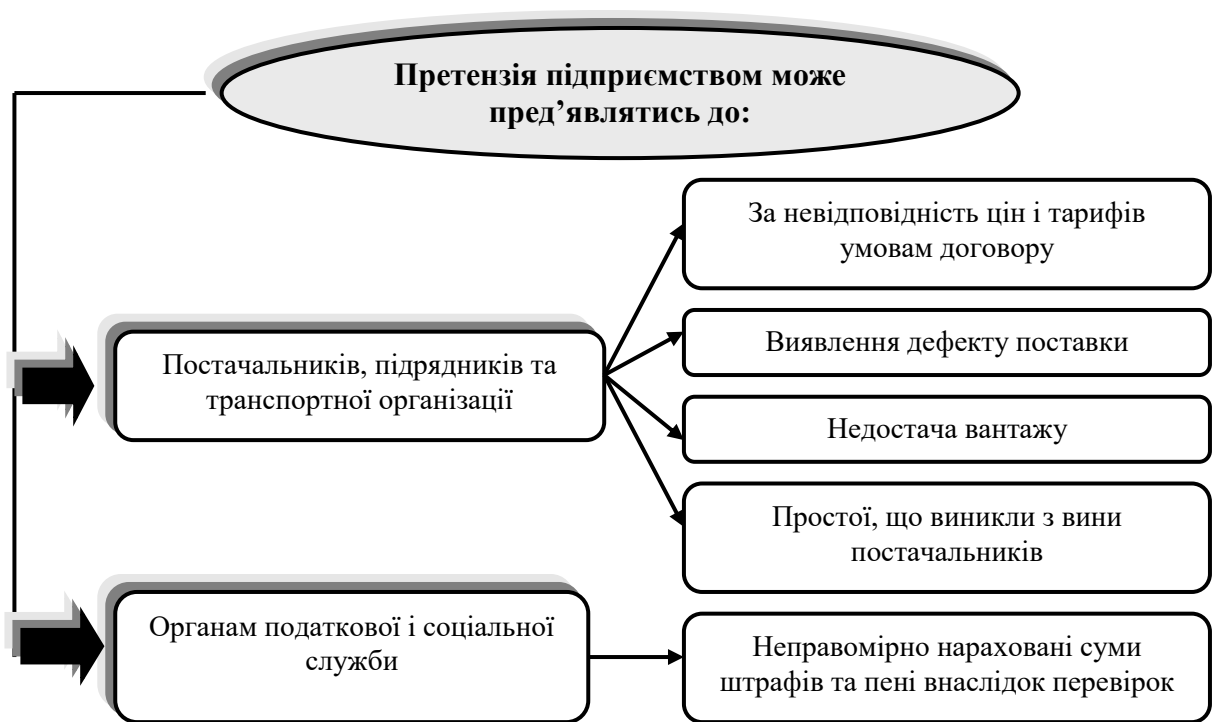 Претензія підприємством може
пред’являтись до:
Постачальників, підрядників та
транспортної організації
За невідповідність цін і тарифів
умовам договору
Виявлення дефекту поставки
Недостача вантажу
Простої, що виникли з вини
постачальників
Органам податкової і соціальної
служби
Неправомірно нараховані суми
штрафів та пені внаслідок перевірок